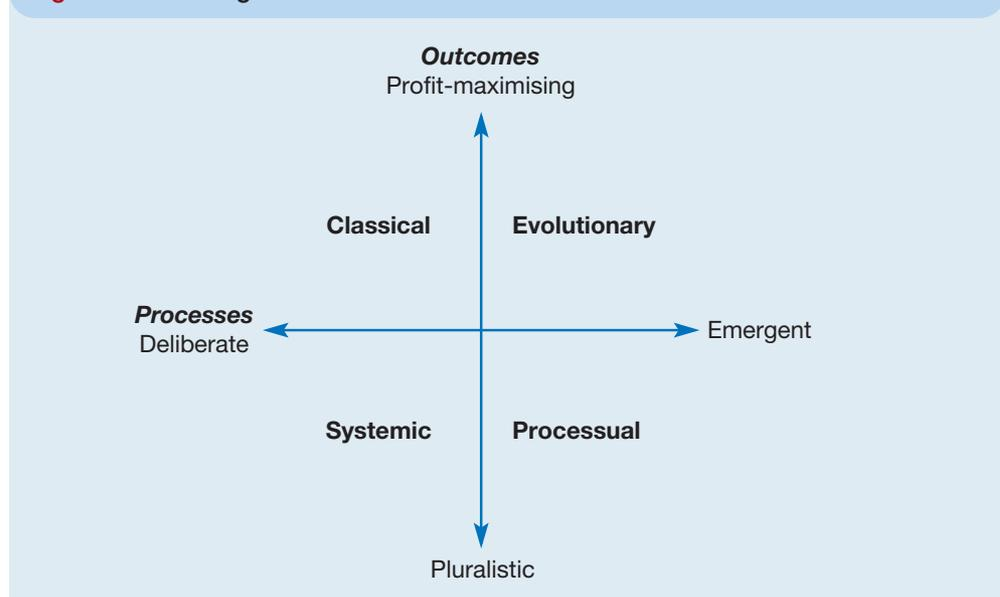 Outcomes
Profit-maximising
Classical Evolutionary
Processes
Deliberate
Emergent
Systemic Processual
Pluralistic